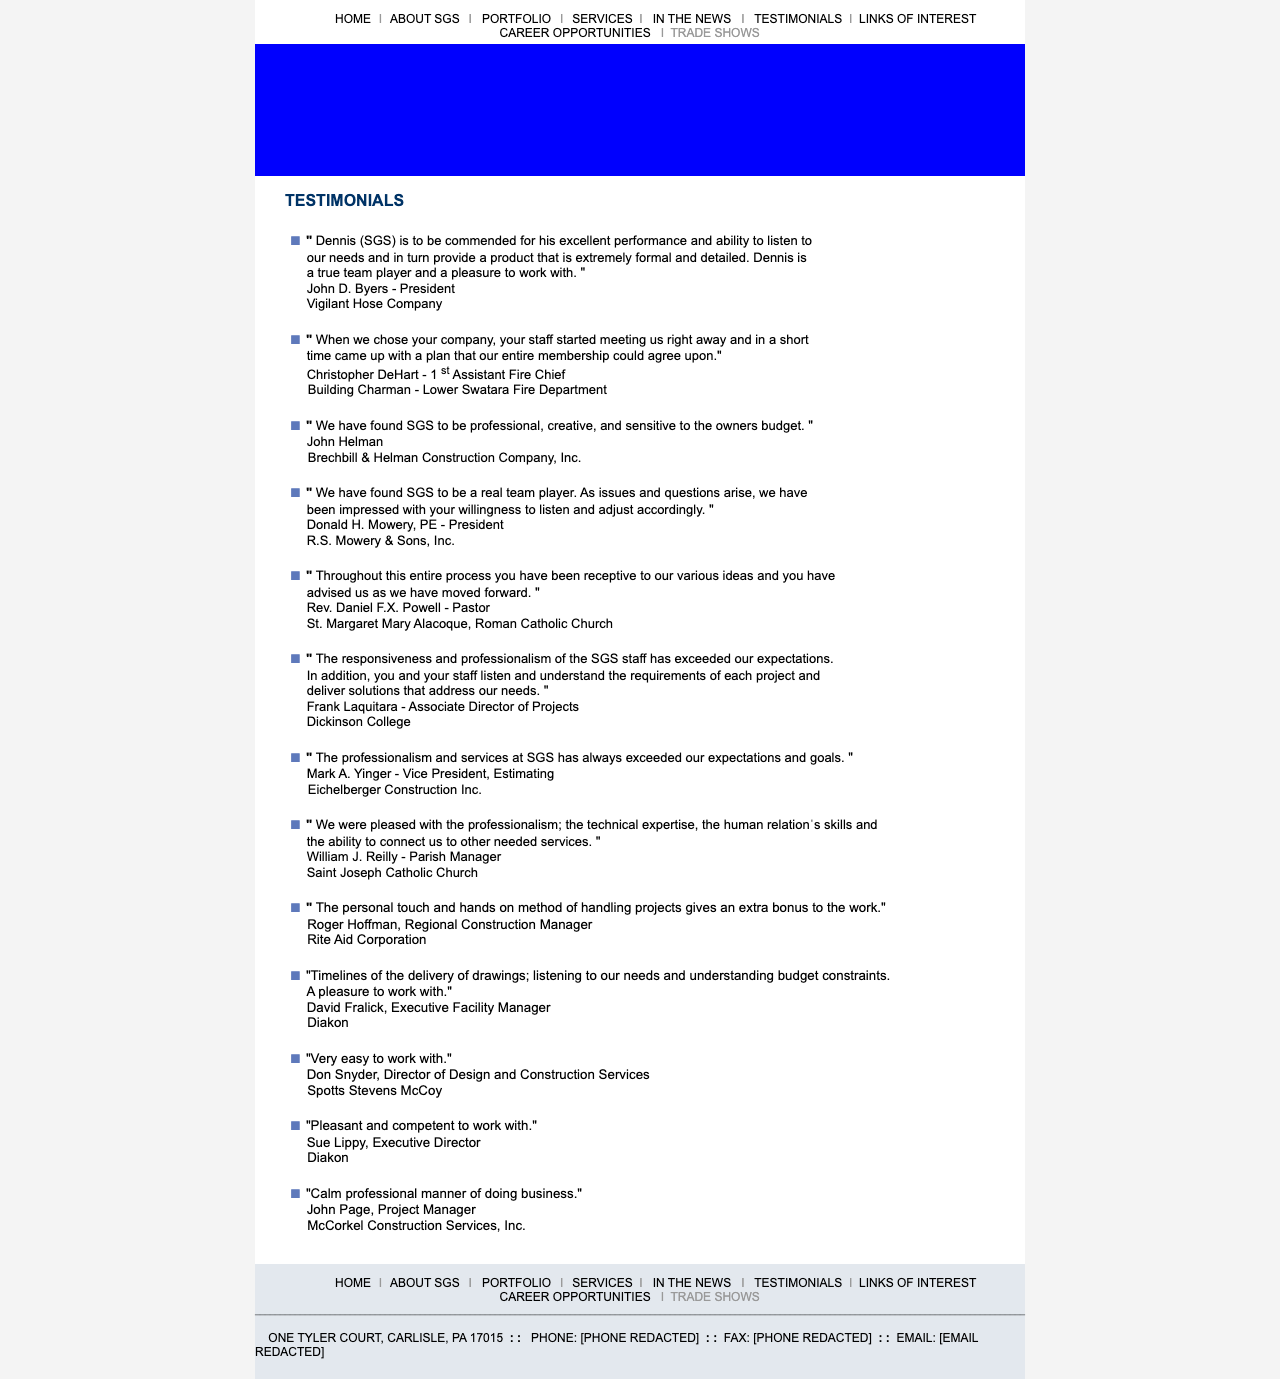 HOME | ABOUT SGS | PORTFOLIO | SERVICES | IN THE NEWS | TESTIMONIALS | LINKS OF INTEREST
CAREER OPPORTUNITIES | TRADE SHOWS
TESTIMONIALS
" Dennis (SGS) is to be commended for his excellent performance and ability to listen to
our needs and in turn provide a product that is extremely formal and detailed. Dennis is
a true team player and a pleasure to work with. "
John D. Byers - President
Vigilant Hose Company
" When we chose your company, your staff started meeting us right away and in a short
time came up with a plan that our entire membership could agree upon."
Christopher DeHart - 1 st Assistant Fire Chief
Building Charman - Lower Swatara Fire Department
" We have found SGS to be professional, creative, and sensitive to the owners budget. "
John Helman
Brechbill & Helman Construction Company, Inc.
" We have found SGS to be a real team player. As issues and questions arise, we have
been impressed with your willingness to listen and adjust accordingly. "
Donald H. Mowery, PE - President
R.S. Mowery & Sons, Inc.
" Throughout this entire process you have been receptive to our various ideas and you have
advised us as we have moved forward. "
Rev. Daniel F.X. Powell - Pastor
St. Margaret Mary Alacoque, Roman Catholic Church
" The responsiveness and professionalism of the SGS staff has exceeded our expectations.
In addition, you and your staff listen and understand the requirements of each project and
deliver solutions that address our needs. "
Frank Laquitara - Associate Director of Projects
Dickinson College
" The professionalism and services at SGS has always exceeded our expectations and goals. "
Mark A. Yinger - Vice President, Estimating
Eichelberger Construction Inc.
" We were pleased with the professionalism; the technical expertise, the human relation's skills and
the ability to connect us to other needed services. "
William J. Reilly - Parish Manager
Saint Joseph Catholic Church
" The personal touch and hands on method of handling projects gives an extra bonus to the work."
Roger Hoffman, Regional Construction Manager
Rite Aid Corporation
"Timelines of the delivery of drawings; listening to our needs and understanding budget constraints.
A pleasure to work with."
David Fralick, Executive Facility Manager
Diakon
"Very easy to work with."
Don Snyder, Director of Design and Construction Services
Spotts Stevens McCoy
"Pleasant and competent to work with."
Sue Lippy, Executive Director
Diakon
"Calm professional manner of doing business."
John Page, Project Manager
McCorkel Construction Services, Inc.
HOME | ABOUT SGS | PORTFOLIO | SERVICES | IN THE NEWS | TESTIMONIALS | LINKS OF INTEREST
CAREER OPPORTUNITIES | TRADE SHOWS
ONE TYLER COURT, CARLISLE, PA 17015 :: PHONE: [PHONE REDACTED] :: FAX: [PHONE REDACTED] :: EMAIL: [EMAIL
REDACTED]